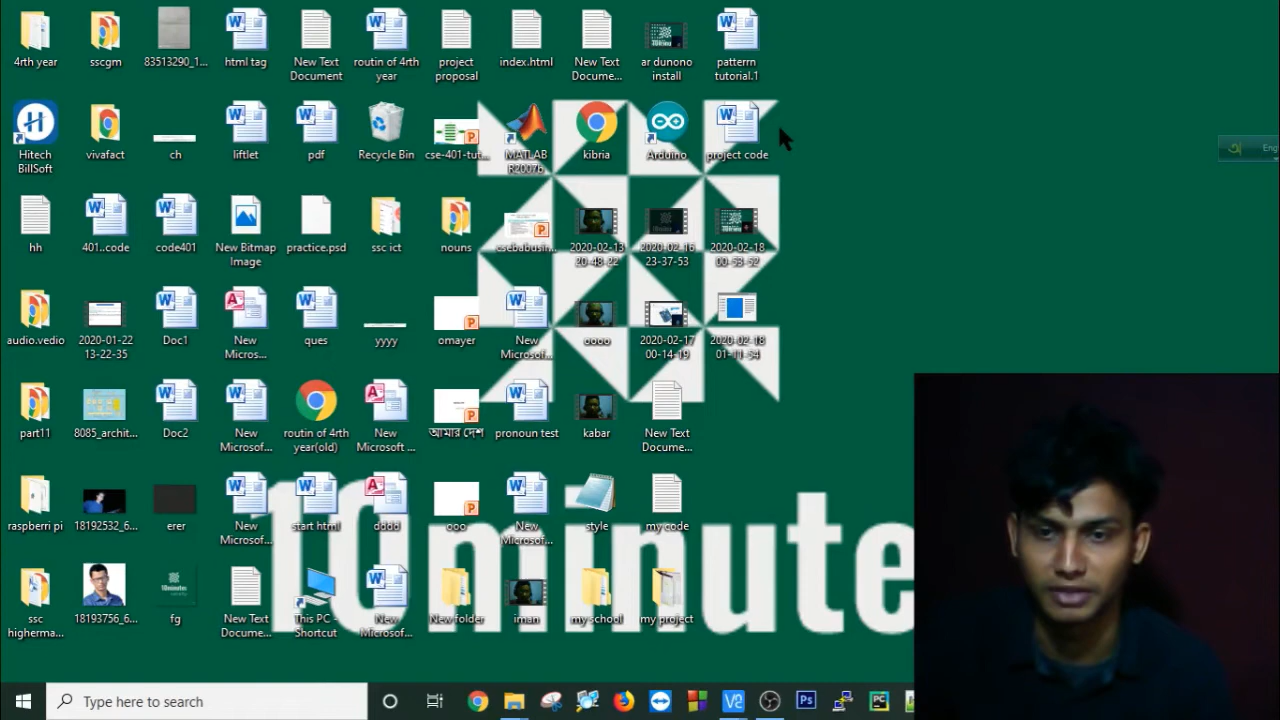 4rth year
sscgm
83513290_1...
html tag
New Text
Document
routin of 4rth
year
project
proposal
index.html
New Text
Docume...
ar dunono
install
patterrn
tutorial.1
Hitech
BillSoft
vivafact
ch
liftlet
pdf
Recycle Bin
cse-401-tut...
MATLAB
R2007b
kibria
Arduino
project code
Eng
hh
401..code
code401
New Bitmap
Image
practice.psd
ssc ict
nouns
csebabusin...
2020-02-13
20-48-22
2020-02-16
23-37-53
2020-02-18
00-53-52
audio.vedio
2020-01-22
13-22-35
Doc1
New
Micros...
ques
yyyy
omayer
New
Microsof...
oooo
2020-02-17
00-14-19
2020-02-18
01-11-54
part11
8085_archit...
Doc2
New
Microsof...
routin of 4rth
year(old)
New
Microsoft ...
আমার দেশ
pronoun test
kabar
New Text
Docume...
raspberri pi
18192532_6...
erer
New
Microsof...
start html
dddd
ooo
New
Microsof...
style
my code
10minute
ssc
higherma...
18193756_6...
fg
New Text
Docume...
This PC -
Shortcut
New
Microsof...
New folder
iman
my school
my project
Type here to search